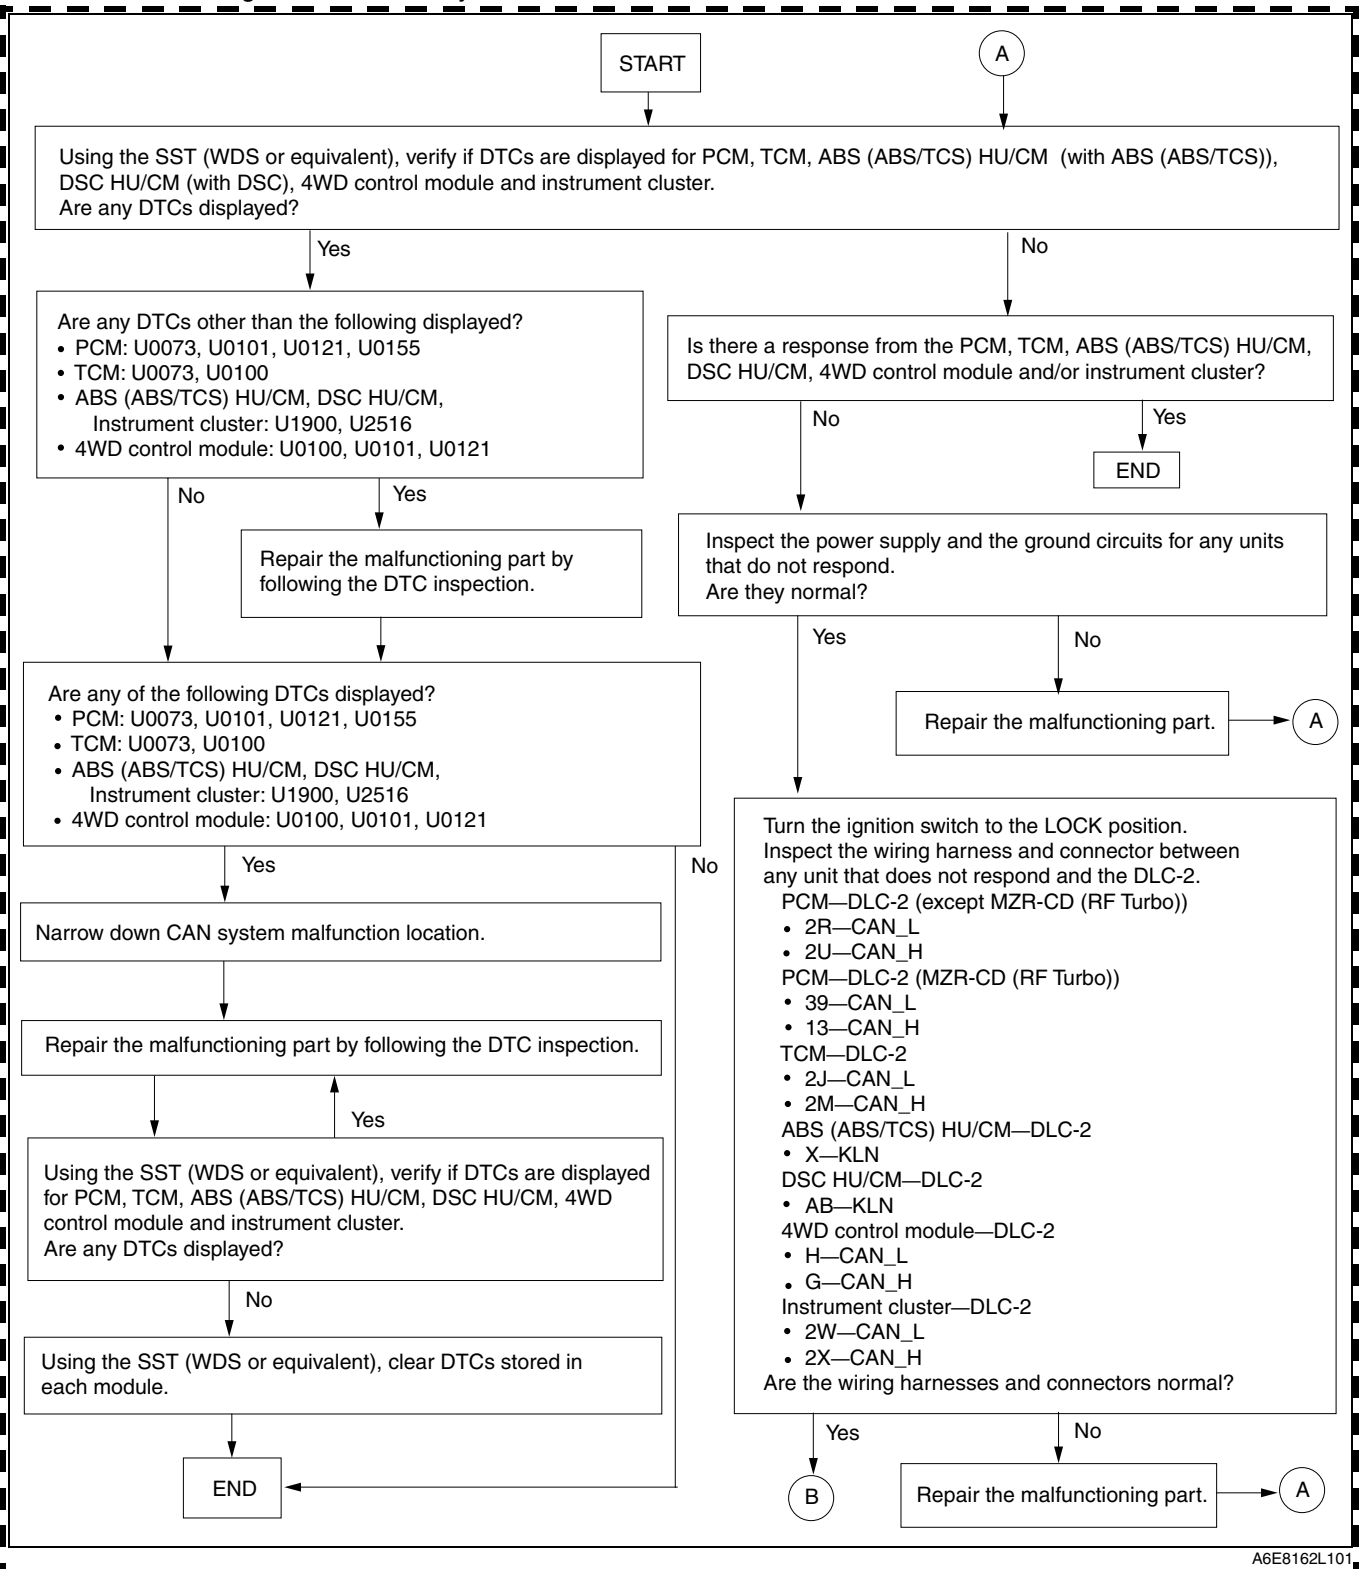 START
A
Using the SST (WDS or equivalent), verify if DTCs are displayed for PCM, TCM, ABS (ABS/TCS) HU/CM (with ABS (ABS/TCS)),
DSC HU/CM (with DSC), 4WD control module and instrument cluster.
Are any DTCs displayed?
Yes
No
Are any DTCs other than the following displayed?
• PCM: U0073, U0101, U0121, U0155
• TCM: U0073, U0100
• ABS (ABS/TCS) HU/CM, DSC HU/CM,
Instrument cluster: U1900, U2516
• 4WD control module: U0100, U0101, U0121
Is there a response from the PCM, TCM, ABS (ABS/TCS) HU/CM,
DSC HU/CM, 4WD control module and/or instrument cluster?
No
Yes
END
No
Yes
Repair the malfunctioning part by
following the DTC inspection.
Inspect the power supply and the ground circuits for any units
that do not respond.
Are they normal?
Yes
No
Repair the malfunctioning part.
A
Are any of the following DTCs displayed?
• PCM: U0073, U0101, U0121, U0155
• TCM: U0073, U0100
• ABS (ABS/TCS) HU/CM, DSC HU/CM,
Instrument cluster: U1900, U2516
• 4WD control module: U0100, U0101, U0121
Yes
No
Narrow down CAN system malfunction location.
Repair the malfunctioning part by following the DTC inspection.
Yes
Using the SST (WDS or equivalent), verify if DTCs are displayed
for PCM, TCM, ABS (ABS/TCS) HU/CM, DSC HU/CM, 4WD
control module and instrument cluster.
Are any DTCs displayed?
No
Using the SST (WDS or equivalent), clear DTCs stored in
each module.
END
Turn the ignition switch to the LOCK position.
Inspect the wiring harness and connector between
any unit that does not respond and the DLC-2.
PCM—DLC-2 (except MZR-CD (RF Turbo))
• 2R—CAN_L
• 2U—CAN_H
PCM—DLC-2 (MZR-CD (RF Turbo))
• 39—CAN_L
• 13—CAN_H
TCM—DLC-2
• 2J—CAN_L
• 2M—CAN_H
ABS (ABS/TCS) HU/CM—DLC-2
• X—KLN
DSC HU/CM—DLC-2
• AB—KLN
4WD control module—DLC-2
• H—CAN_L
• G—CAN_H
Instrument cluster—DLC-2
• 2W—CAN_L
• 2X—CAN_H
Are the wiring harnesses and connectors normal?
Yes
No
B
Repair the malfunctioning part.
A
A6E8162L101